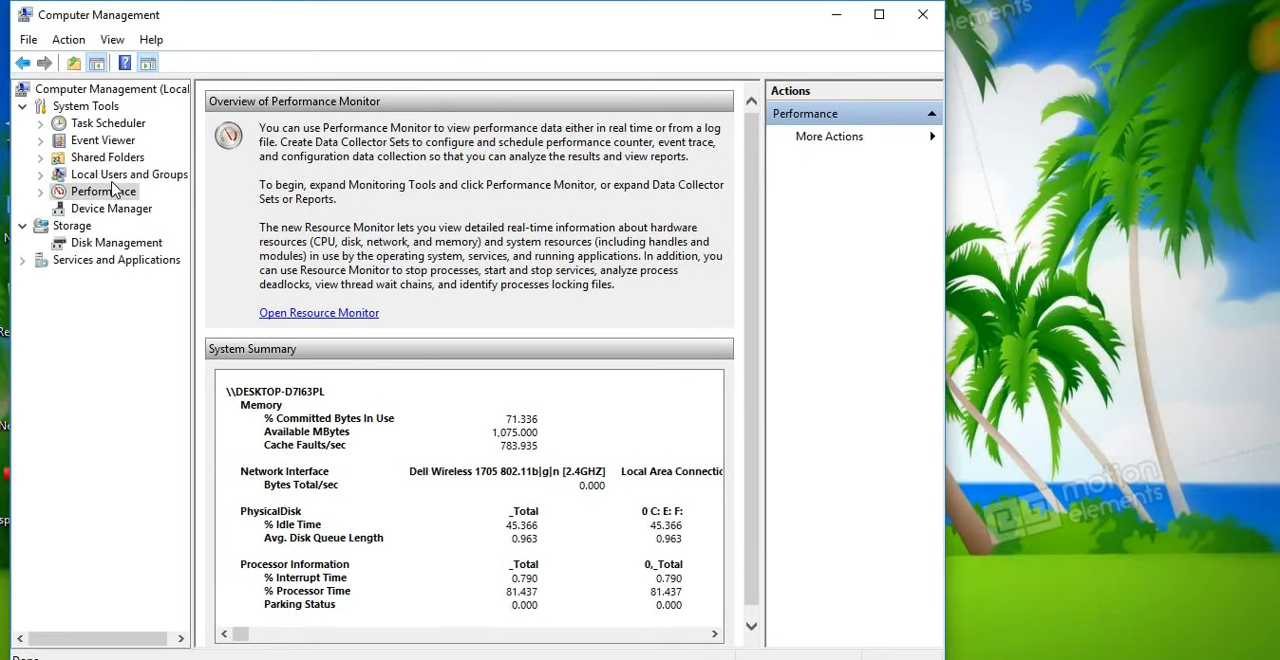 Computer Management
File Action View Help
Computer Management (Local
System Tools
Task Scheduler
Event Viewer
Shared Folders
Local Users and Groups
Performance
Device Manager
Storage
Disk Management
Services and Applications
Overview of Performance Monitor
You can use Performance Monitor to view performance data either in real time or from a log
file. Create Data Collector Sets to configure and schedule performance counter, event trace,
and configuration data collection so that you can analyze the results and view reports.
To begin, expand Monitoring Tools and click Performance Monitor, or expand Data Collector
Sets or Reports.
The new Resource Monitor lets you view detailed real-time information about hardware
resources (CPU, disk, network, and memory) and system resources (including handles and
modules) in use by the operating system, services, and running applications. In addition, you
can use Resource Monitor to stop processes, start and stop services, analyze process
deadlocks, view thread wait chains, and identify processes locking files.
Open Resource Monitor
System Summary
\\DESKTOP-D7I63PL
Memory
% Committed Bytes In Use 71.336
Available MBytes 1,075.000
Cache Faults/sec 783.935
Network Interface Dell Wireless 1705 802.11b|g|n [2.4GHZ] Local Area Connectic
Bytes Total/sec 0.000
PhysicalDisk _Total 0 C: E: F:
% Idle Time 45.366 45.366
Avg. Disk Queue Length 0.963 0.963
Processor Information _Total 0,_Total
% Interrupt Time 0.790 0.790
% Processor Time 81.437 81.437
Parking Status 0.000 0.000
Actions
Performance
More Actions
elements
motion
elements